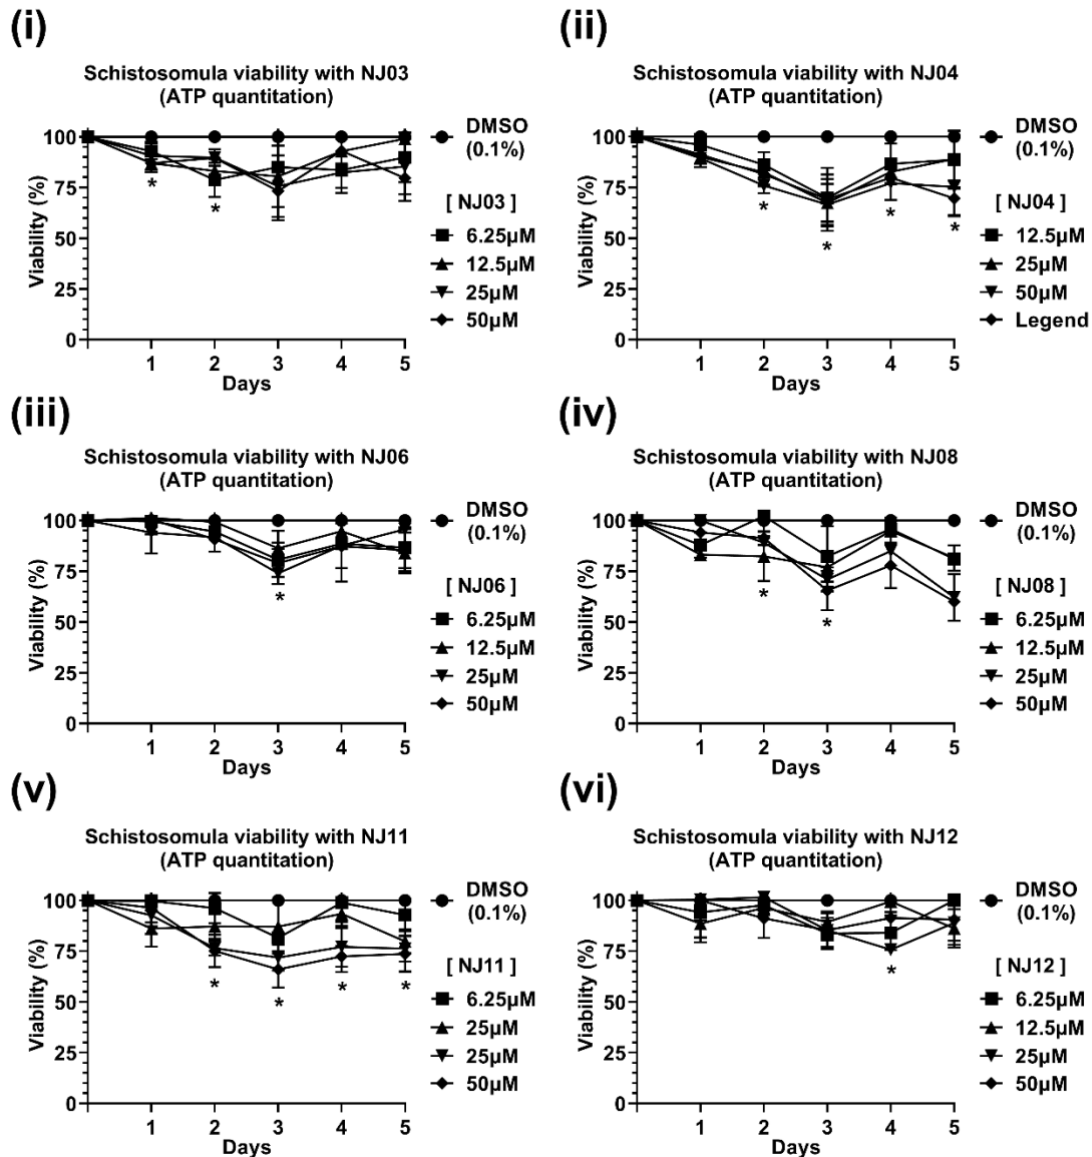 (i)
Schistosomula viability with NJ03
(ATP quantitation)
Viability (%)
100
75
50
25
0
1 2 3 4 5
Days
* *
DMSO
(0.1%)
[ NJ03 ]
6.25µM
12.5µM
25µM
50µM
(ii)
Schistosomula viability with NJ04
(ATP quantitation)
Viability (%)
100
75
50
25
0
1 2 3 4 5
Days
* * * *
DMSO
(0.1%)
[ NJ04 ]
12.5µM
25µM
50µM
Legend
(iii)
Schistosomula viability with NJ06
(ATP quantitation)
Viability (%)
100
75
50
25
0
1 2 3 4 5
Days
*
DMSO
(0.1%)
[ NJ06 ]
6.25µM
12.5µM
25µM
50µM
(iv)
Schistosomula viability with NJ08
(ATP quantitation)
Viability (%)
100
75
50
25
0
1 2 3 4 5
Days
* *
DMSO
(0.1%)
[ NJ08 ]
6.25µM
12.5µM
25µM
50µM
(v)
Schistosomula viability with NJ11
(ATP quantitation)
Viability (%)
100
75
50
25
0
1 2 3 4 5
Days
* * * *
DMSO
(0.1%)
[ NJ11 ]
6.25µM
25µM
25µM
50µM
(vi)
Schistosomula viability with NJ12
(ATP quantitation)
Viability (%)
100
75
50
25
0
1 2 3 4 5
Days
*
DMSO
(0.1%)
[ NJ12 ]
6.25µM
12.5µM
25µM
50µM